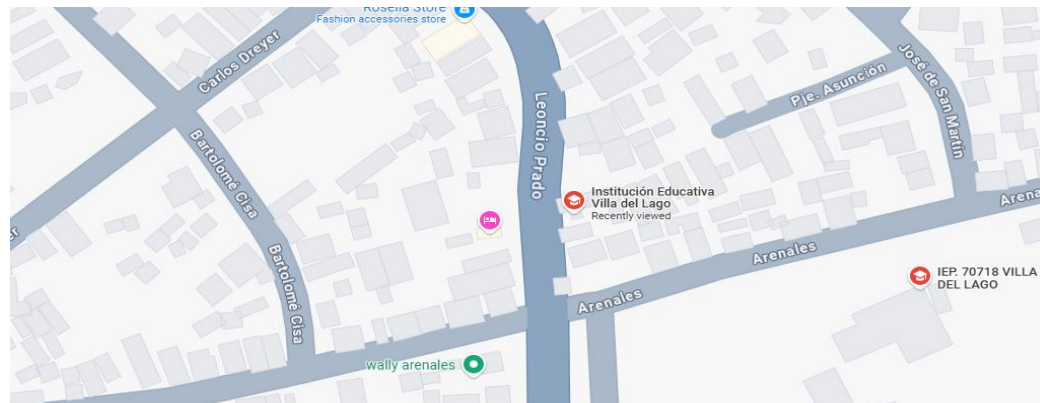 Rosella Store
Fashion accessories store
Carlos Dreyer
José de San Martín
Pje. Asunción
Leoncio Prado
Bartolomé Cisa
Institución Educativa
Villa del Lago
Recently viewed
Arena
Arenales
Bartolomé Cisa
IEP. 70718 VILLA
DEL LAGO
Arenales
wally arenales